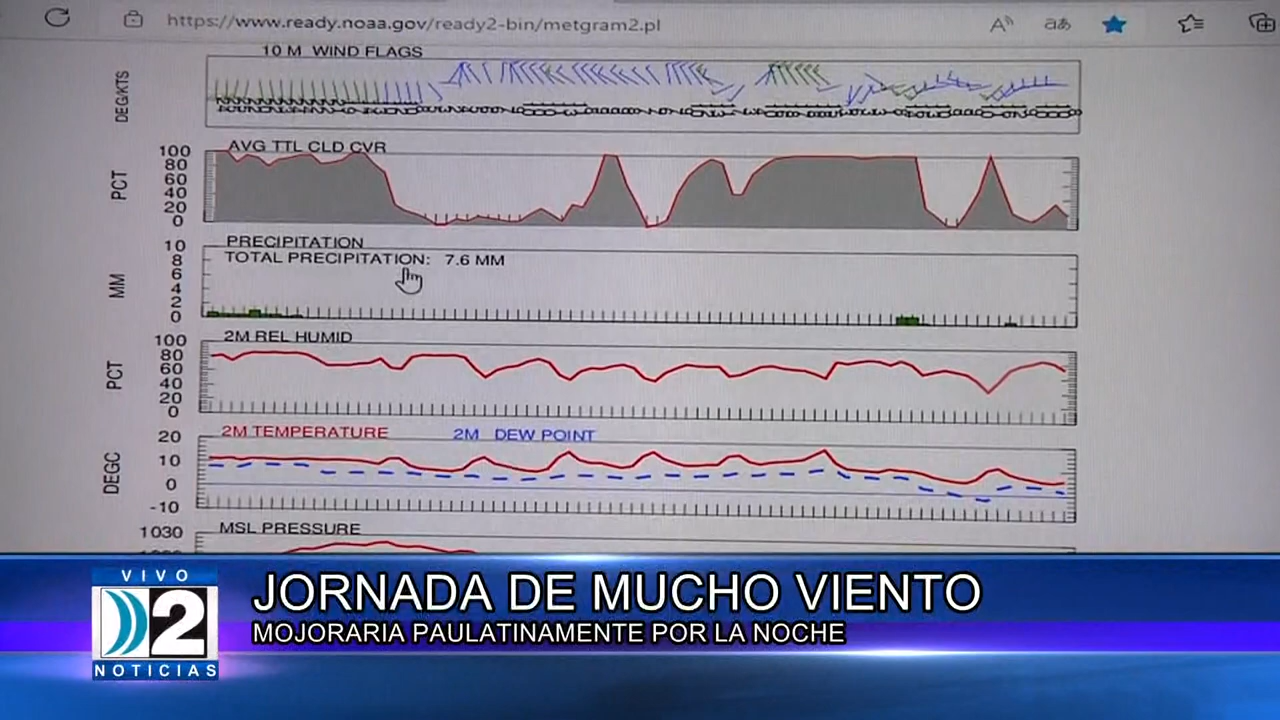 https://www.ready.noaa.gov/ready2-bin/metgram2.pl
10 M WIND FLAGS
DEG/KTS
AVG TTL CLD CVR
PCT
100
80
60
40
20
0
PRECIPITATION
TOTAL PRECIPITATION: 7.6 MM
MM
10
8
6
4
2
0
2M REL HUMID
PCT
100
80
60
40
20
0
2M TEMPERATURE 2M DEW POINT
DEGC
20
10
0
-10
MSL PRESSURE
1030
VIVO
2
NOTICIAS
JORNADA DE MUCHO VIENTO
MOJORARIA PAULATINAMENTE POR LA NOCHE